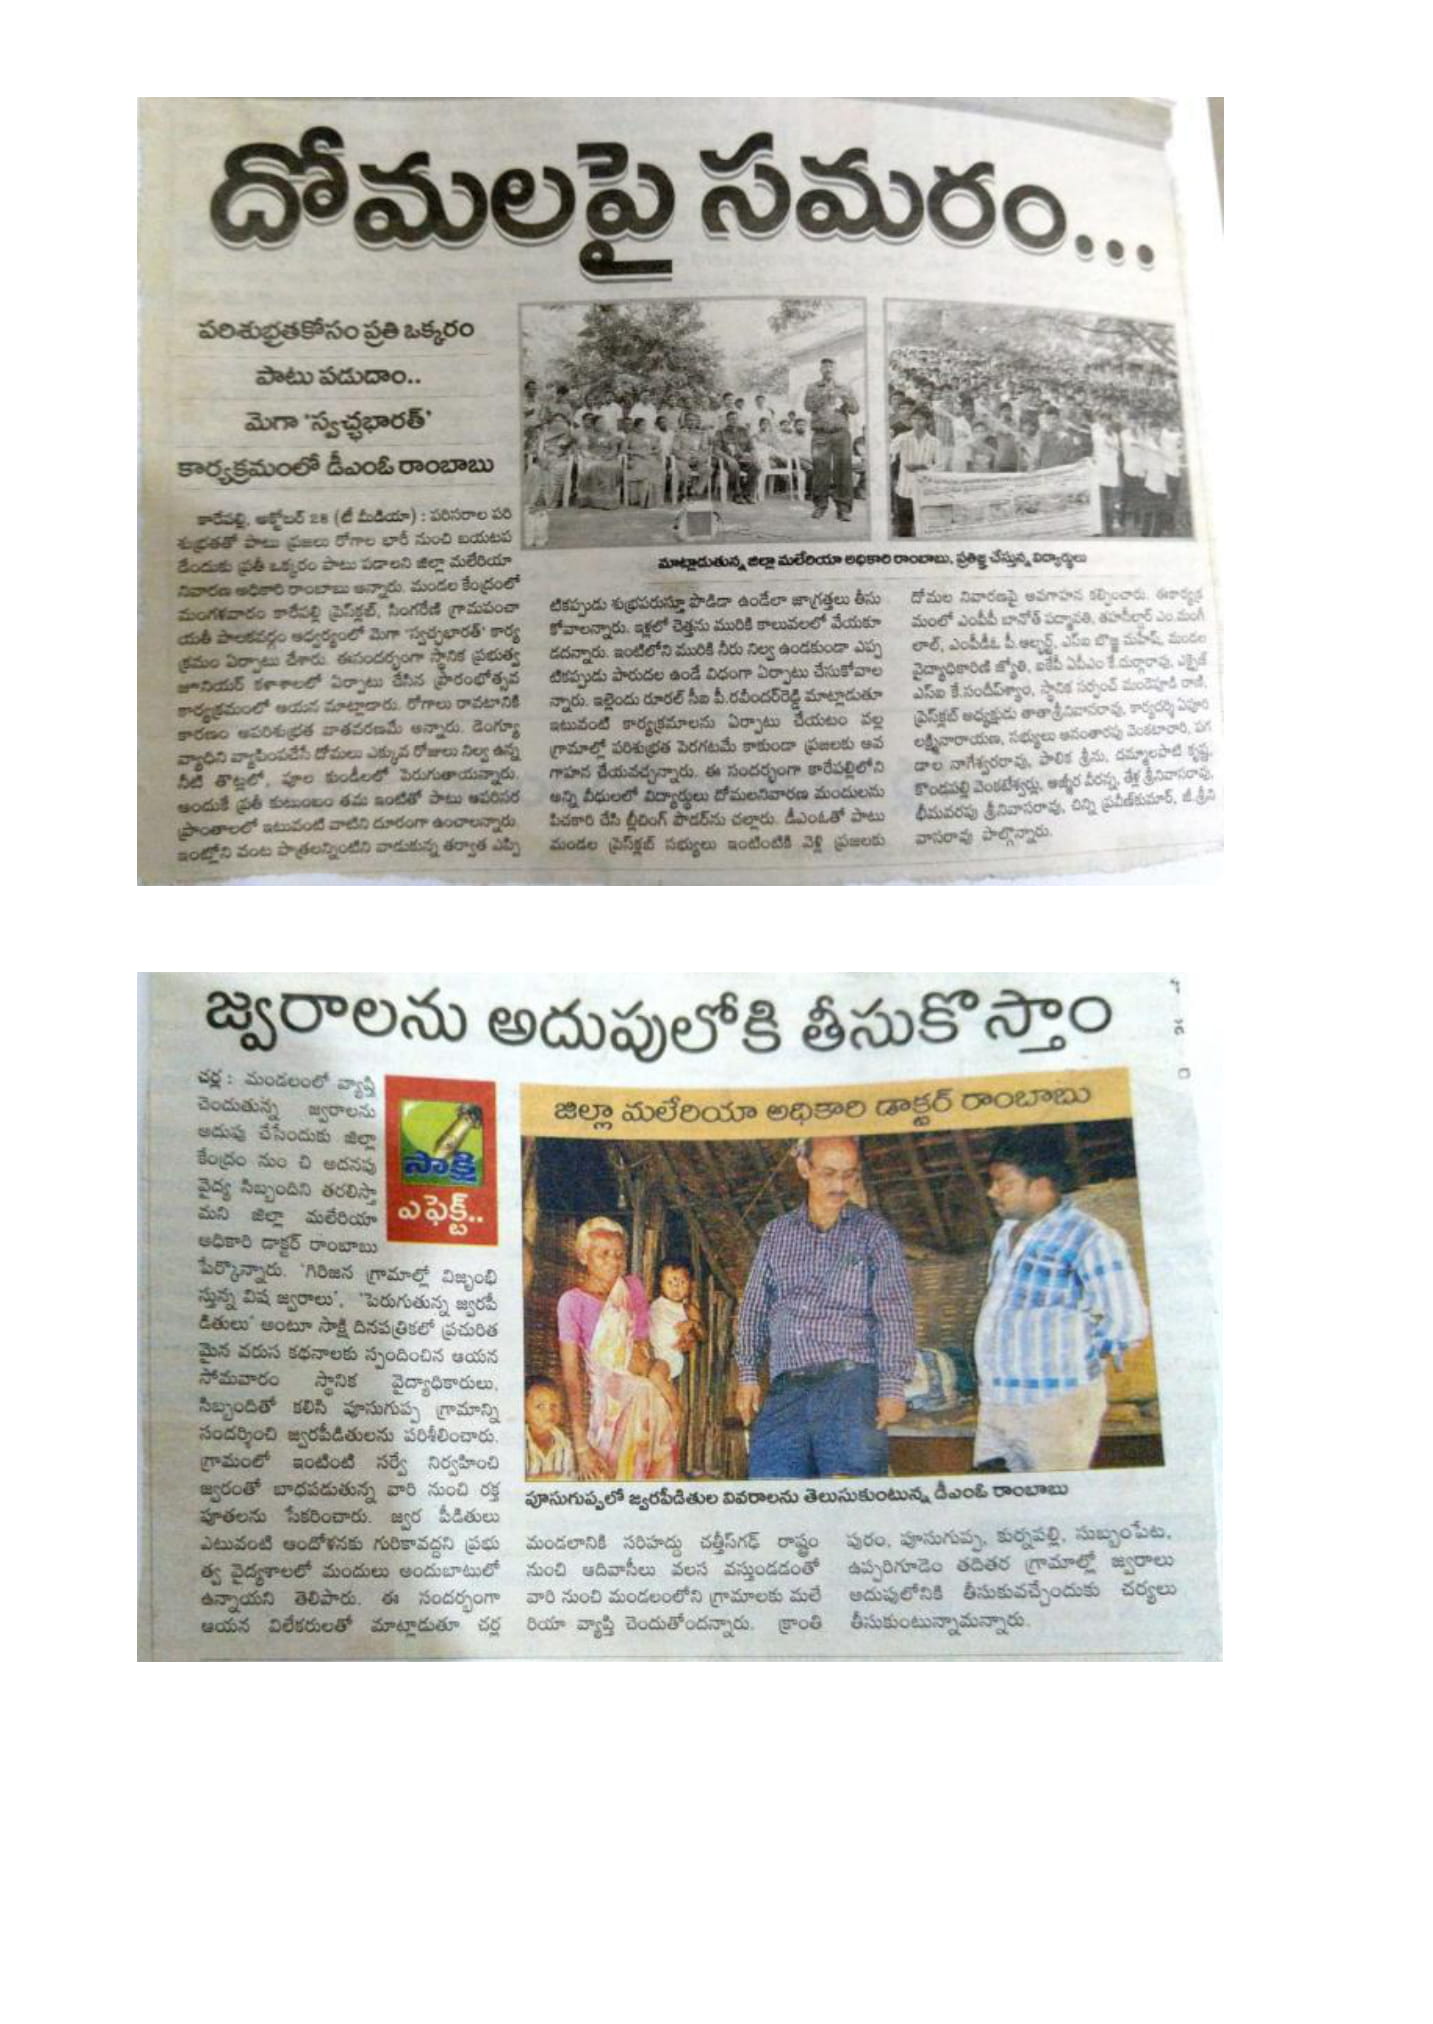 దోమలపై సమరం...
పరిశుభ్రతకోసం ప్రతి ఒక్కరం
పాటు పడుదాం..
మెగా 'స్వచ్ఛభారత్'
కార్యక్రమంలో డీఎంఓ రాంబాబు
కారేపల్లి, అక్టోబర్ 28 (టీ మీడియా) : పరిసరాల పరి
శుభ్రతతో పాటు ప్రజలు రోగాల భారీ నుంచి బయటప
డేందుకు ప్రతీ ఒక్కరం పాటు పడాలని జిల్లా మలేరియా
నివారణ అధికారి రాంబాబు అన్నారు. మండల కేంద్రంలో
మంగళవారం కారేపల్లి ప్రెస్‌క్లబ్, సింగరేణి గ్రామపంచా
యతీ పాలకవర్గం ఆధ్వర్యంలో మెగా 'స్వచ్ఛభారత్' కార్య
క్రమం ఏర్పాటు చేశారు. ఈసందర్భంగా స్థానిక ప్రభుత్వ
జూనియర్ కళాశాలలో ఏర్పాటు చేసిన ప్రారంభోత్సవ
కార్యక్రమంలో ఆయన మాట్లాడారు. రోగాలు రావటానికి
కారణం అపరిశుభ్రత వాతవరణమే అన్నారు. డెంగ్యూ
వ్యాధిని వ్యాపింపచేసే దోమలు ఎక్కువ రోజులు నిల్వ ఉన్న
నీటి తొట్లలో, పూల కుండీలలో పెరుగుతాయన్నారు.
అందుకే ప్రతీ కుటుంబం తమ ఇంటితో పాటు ఆపరిసర
ప్రాంతాలలో ఇటువంటి వాటిని దూరంగా ఉంచాలన్నారు.
ఇంట్లోని వంట పాత్రలన్నింటిని వాడుకున్న తర్వాత ఎప్ప
మాట్లాడుతున్న జిల్లా మలేరియా అధికారి రాంబాబు, ప్రతిజ్ఞ చేస్తున్న విద్యార్థులు
టికప్పుడు శుభ్రపరుస్తూ పొడిడా ఉండేలా జాగ్రత్తలు తీసు
కోవాలన్నారు. ఇళ్లలో చెత్తను మురికి కాలువలలో వేయకూ
డదన్నారు. ఇంటిలోని మురికి నీరు నిల్వ ఉండకుండా ఎప్ప
టికప్పుడు పారుదల ఉండే విధంగా ఏర్పాటు చేసుకోవాల
న్నారు. ఇల్లెందు రూరల్ సీఐ పీ.రవీందర్‌రెడ్డి మాట్లాడుతూ
ఇటువంటి కార్యక్రమాలను ఏర్పాటు చేయటం వల్ల
గ్రామాల్లో పరిశుభ్రత పెరగటమే కాకుండా ప్రజలకు అవ
గాహన చేయవచ్చన్నారు. ఈ సందర్భంగా కారేపల్లిలోని
అన్ని వీధులలో విద్యార్థులు దోమలనివారణ మందులను
పిచకారి చేసి బ్లీచింగ్ పౌడర్‌ను చల్లారు. డీఎంఓతో పాటు
మండల ప్రెస్‌క్లబ్ సభ్యులు ఇంటింటికి వెళ్లి ప్రజలకు
దోమల నివారణపై అవగాహన కల్పించారు. ఈకార్యక్ర
మంలో ఎంపీపీ బానోత్ పద్మావతి, తహసీల్దార్ ఎం.మంగీ
లాల్, ఎంపీడీఓ పీ.ఆల్బర్ట్, ఎస్ఐ బొజ్జ మహేష్, మండల
వైద్యాధికారిణి జ్యోతి, ఐకేపీ ఏపీఎం కే.దుర్గారావు, ఎక్సైజ్
ఎస్ఐ కే.సందీప్‌శ్యాం, స్థానిక సర్పంచ్ మండెపూడి రాణి,
ప్రెస్‌క్లబ్ అధ్యక్షుడు తాతా శ్రీనివాసరావు, కార్యదర్శి ఏపూరి
లక్ష్మీనారాయణ, సభ్యులు అనంతారపు వెంకటాచారి, పగ
డాల నాగేశ్వరరావు, పాలిక శ్రీను, దమ్మాలపాటి కృష్ణ,
కొండపల్లి వెంకటేశ్వర్లు, అజ్మీర వీరన్న, తేళ్ల శ్రీనివాసరావు,
భీమవరపు శ్రీనివాసరావు, చిన్ని ప్రవీణ్‌కుమార్, జీ.శ్రీని
వాసరావు పాల్గొన్నారు.
జ్వరాలను అదుపులోకి తీసుకొస్తాం
చర్ల : మండలంలో వ్యాప్తి
చెందుతున్న జ్వరాలను
అదుపు చేసేందుకు జిల్లా
కేంద్రం నుం చి అదనపు
వైద్య సిబ్బందిని తరలిస్తా
మని జిల్లా మలేరియా
అధికారి డాక్టర్ రాంబాబు
పేర్కొన్నారు. 'గిరిజన గ్రామాల్లో విజృంభి
స్తున్న విష జ్వరాలు', 'పెరుగుతున్న జ్వరపీ
డితులు' అంటూ సాక్షి దినపత్రికలో ప్రచురిత
మైన వరుస కథనాలకు స్పందించిన ఆయన
సోమవారం స్థానిక వైద్యాధికారులు,
సిబ్బందితో కలిసి పూసుగుప్ప గ్రామాన్ని
సందర్శించి జ్వరపీడితులను పరిశీలించారు.
గ్రామంలో ఇంటింటి సర్వే నిర్వహించి
జ్వరంతో బాధపడుతున్న వారి నుంచి రక్త
పూతలను సేకరించారు. జ్వర పీడితులు
ఎటువంటి ఆందోళనకు గురికావద్దని ప్రభు
త్వ వైద్యశాలలో మందులు అందుబాటులో
ఉన్నాయని తెలిపారు. ఈ సందర్భంగా
ఆయన విలేకరులతో మాట్లాడుతూ చర్ల
సాక్షి
ఎఫెక్ట్..
జిల్లా మలేరియా అధికారి డాక్టర్ రాంబాబు
పూసుగుప్పలో జ్వరపీడితుల వివరాలను తెలుసుకుంటున్న డీఎంఓ రాంబాబు
మండలానికి సరిహద్దు చత్తీస్‌గఢ్ రాష్ట్రం
నుంచి ఆదివాసీలు వలస వస్తుండడంతో
వారి నుంచి మండలంలోని గ్రామాలకు మలే
రియా వ్యాప్తి చెందుతోందన్నారు. క్రాంతి
పురం, పూసుగుప్ప, కుర్నపల్లి, సుబ్బంపేట,
ఉప్పరిగూడెం తదితర గ్రామాల్లో జ్వరాలు
అదుపులోనికి తీసుకువచ్చేందుకు చర్యలు
తీసుకుంటున్నామన్నారు.